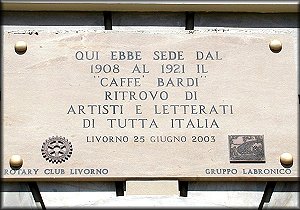 QUI EBBE SEDE DAL
1908 AL 1921 IL
"CAFFE' BARDI"
RITROVO DI
ARTISTI E LETTERATI
DI TUTTA ITALIA
LIVORNO 25 GIUGNO 2003
ROTARY CLUB LIVORNO
GRUPPO LABRONICO